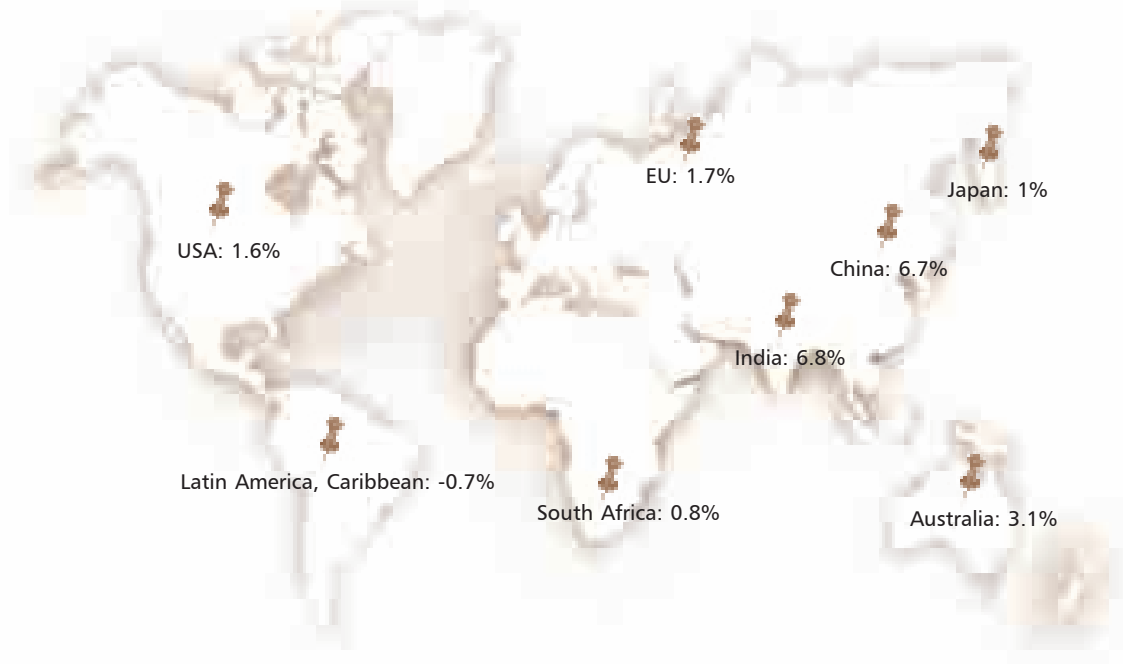 EU: 1.7%
Japan: 1%
USA: 1.6%
China: 6.7%
India: 6.8%
Latin America, Caribbean: -0.7%
South Africa: 0.8%
Australia: 3.1%